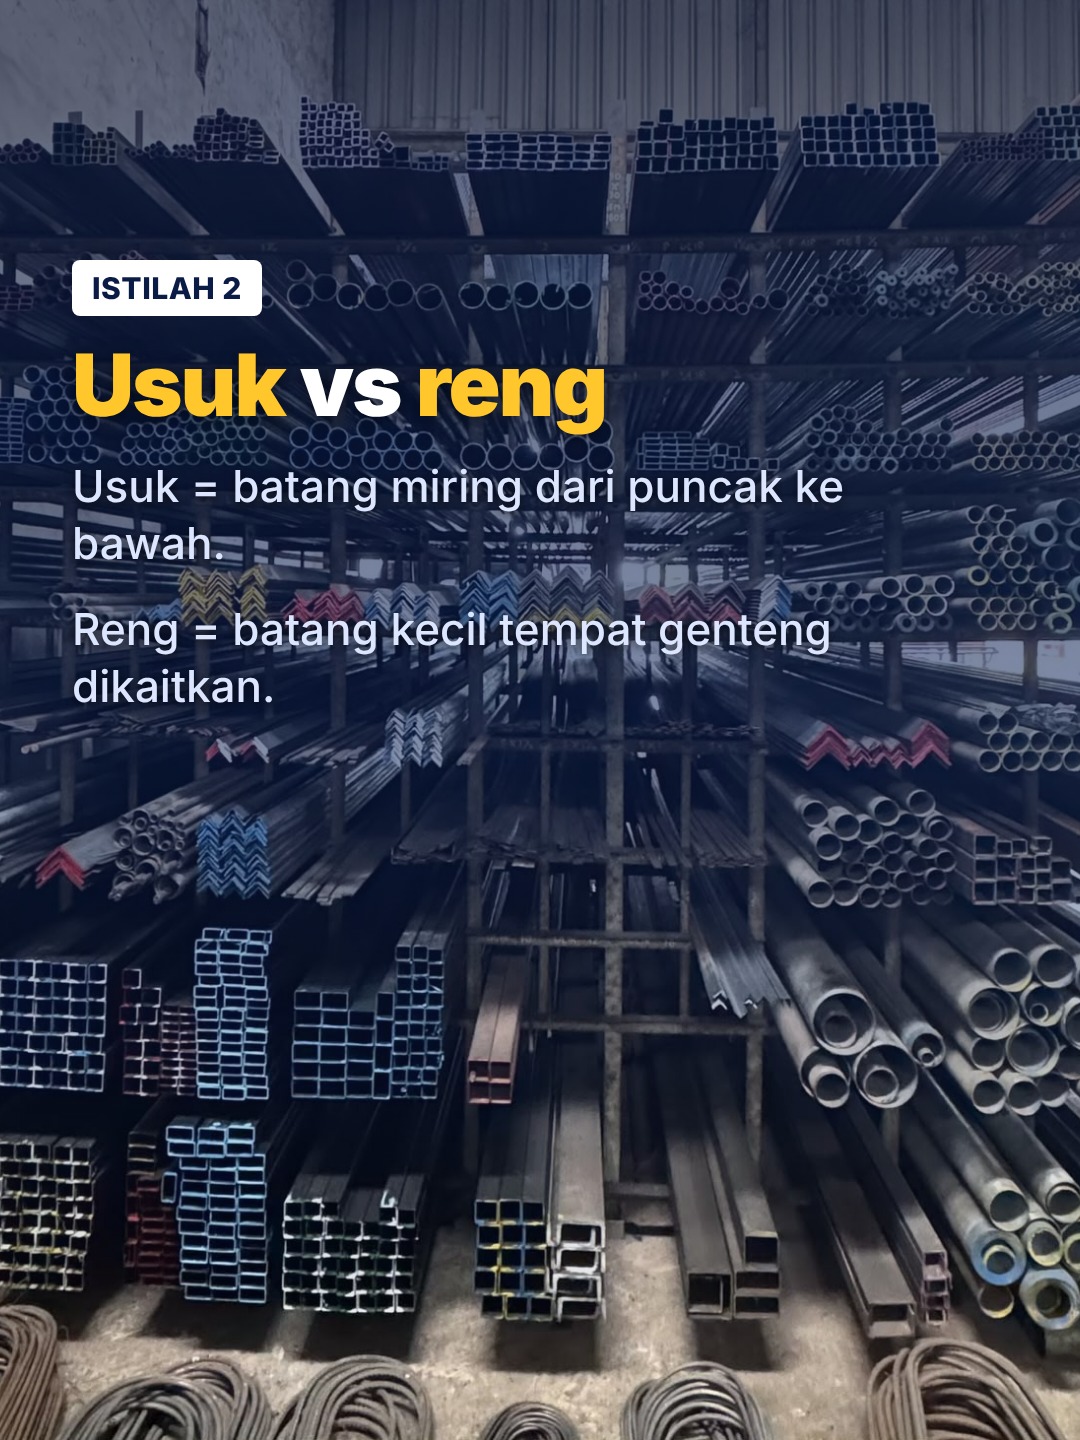 ISTILAH 2
Usuk vs reng
Usuk = batang miring dari puncak ke
bawah.
Reng = batang kecil tempat genteng
dikaitkan.